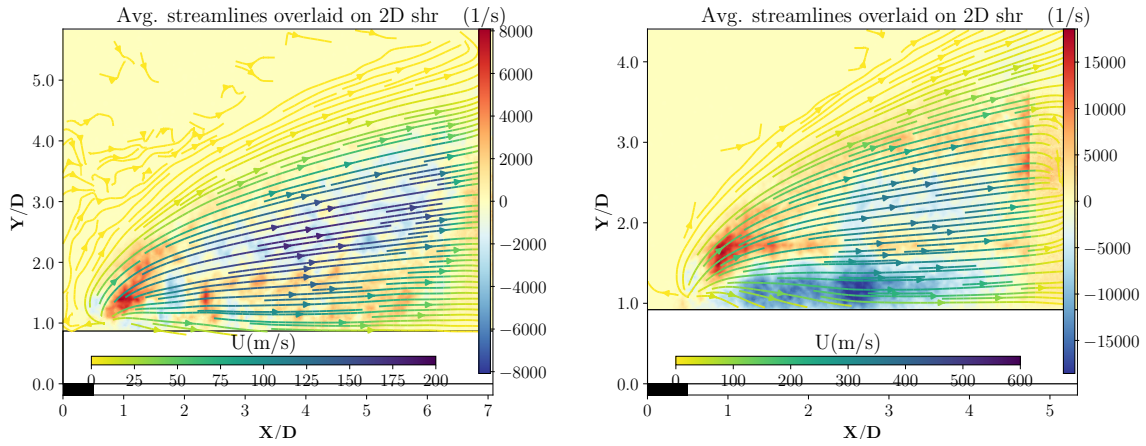 Avg. streamlines overlaid on 2D shr (1/s)
8000
6000
4000
2000
0
−2000
−4000
−6000
−8000
5.0
4.0
3.0
2.0
1.0
0.0
Y/D
U(m/s)
0 25 50 75 100 125 150 175 200
0 1 2 3 4 5 6 7
X/D
Avg. streamlines overlaid on 2D shr (1/s)
15000
10000
5000
0
−5000
−10000
−15000
4.0
3.0
2.0
1.0
0.0
Y/D
U(m/s)
0 100 200 300 400 500 600
0 1 2 3 4 5
X/D